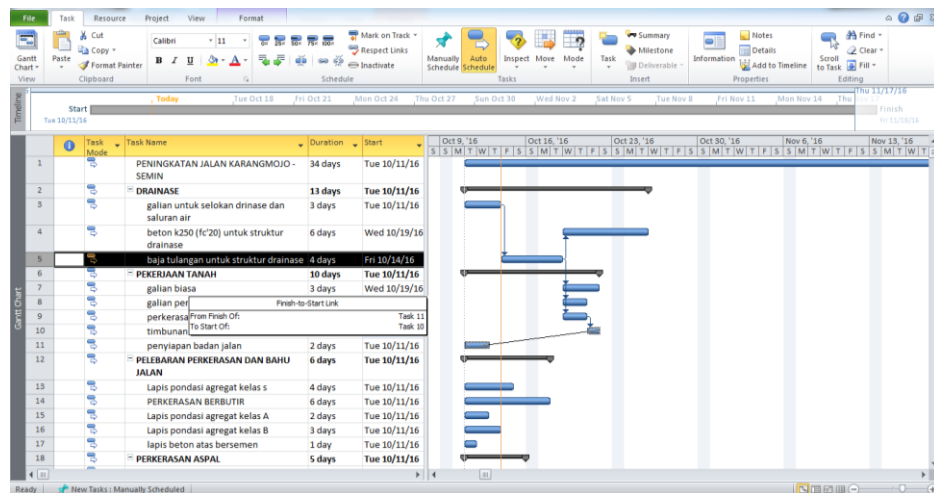 File Task Resource Project View Format
Cut
Copy
Format Painter
Paste
Calibri 11
B I U A
0% 25% 50% 75% 100%
Mark on Track
Respect Links
Inactivate
Gantt Chart
Manually Schedule
Auto Schedule
Inspect Move Mode
Task
Summary
Milestone
Deliverable
Information
Notes
Details
Add to Timeline
Scroll to Task
Find
Clear
Fill
View Clipboard Font Schedule Tasks Insert Properties Editing
Thu 11/17/16
Today Tue Oct 18 Fri Oct 21 Mon Oct 24 Thu Oct 27 Sun Oct 30 Wed Nov 2 Sat Nov 5 Tue Nov 8 Fri Nov 11 Mon Nov 14 Thu
Timeline
Start Finish
Tue 10/11/16
Task Mode Task Name Duration Start
Oct 9, '16 Oct 16, '16 Oct 23, '16 Oct 30, '16 Nov 6, '16 Nov 13, '16
S S M T W T F S S M T W T F S S M T W T F S S M T W T F S S M T W T F S S M T W T
1 PENINGKATAN JALAN KARANGMOJO - 34 days Tue 10/11/16
SEMIN
2 DRAINASE 13 days Tue 10/11/16
3 galian untuk selokan drinase dan 3 days Tue 10/11/16
saluran air
4 beton k250 (fc'20) untuk struktur 6 days Wed 10/19/16
drainase
5 baja tulangan untuk struktur drainase 4 days Fri 10/14/16
6 PEKERJAAN TANAH 10 days Tue 10/11/16
7 galian biasa 3 days Wed 10/19/16
8 galian per
Finish-to-Start Link
9 perkerasa
From Finish Of: Task 11
To Start Of: Task 10
10 timbunan
11 penyiapan badan jalan 2 days Tue 10/11/16
12 PELEBARAN PERKERASAN DAN BAHU 6 days Tue 10/11/16
JALAN
13 Lapis pondasi agregat kelas s 4 days Tue 10/11/16
14 PERKERASAN BERBUTIR 6 days Tue 10/11/16
15 Lapis pondasi agregat kelas A 2 days Tue 10/11/16
16 Lapis pondasi agregat kelas B 3 days Tue 10/11/16
17 lapis beton atas bersemen 1 day Tue 10/11/16
18 PERKERASAN ASPAL 5 days Tue 10/11/16
Gantt Chart
Ready New Tasks : Manually Scheduled